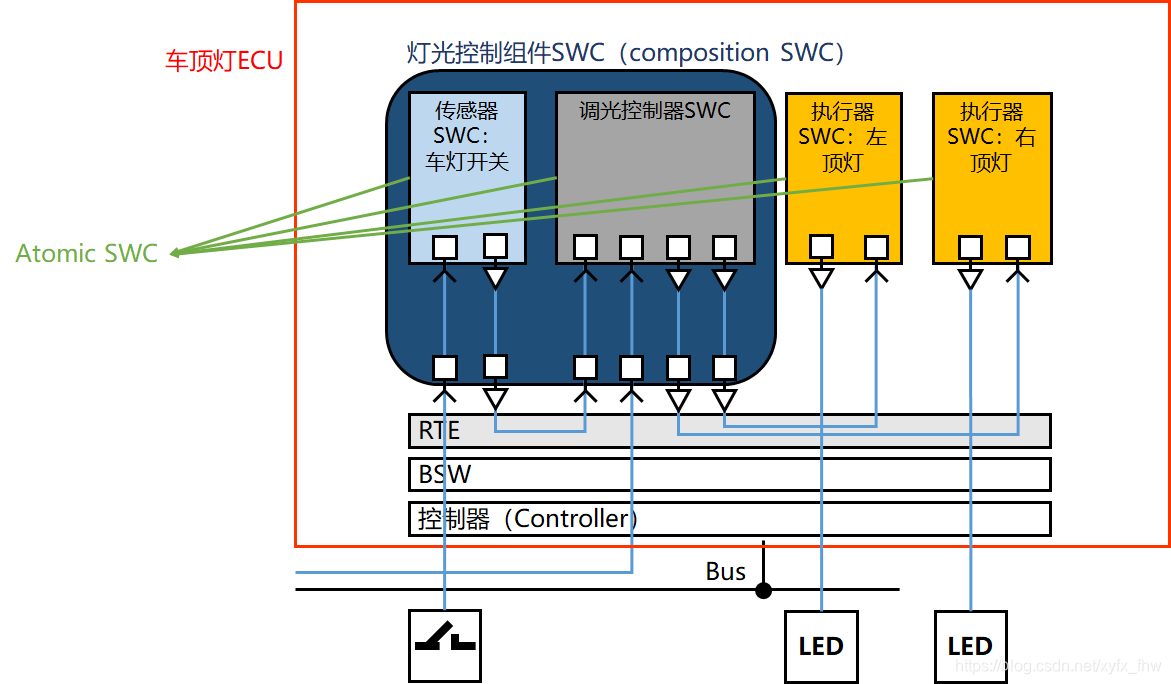 车顶灯ECU
灯光控制组件SWC（composition SWC）
传感器
SWC：
车灯开关
调光控制器SWC
执行器
SWC：左
顶灯
执行器
SWC：右
顶灯
Atomic SWC
RTE
BSW
控制器（Controller）
Bus
LED
LED
https://blog.csdn.net/xyfx_fhw